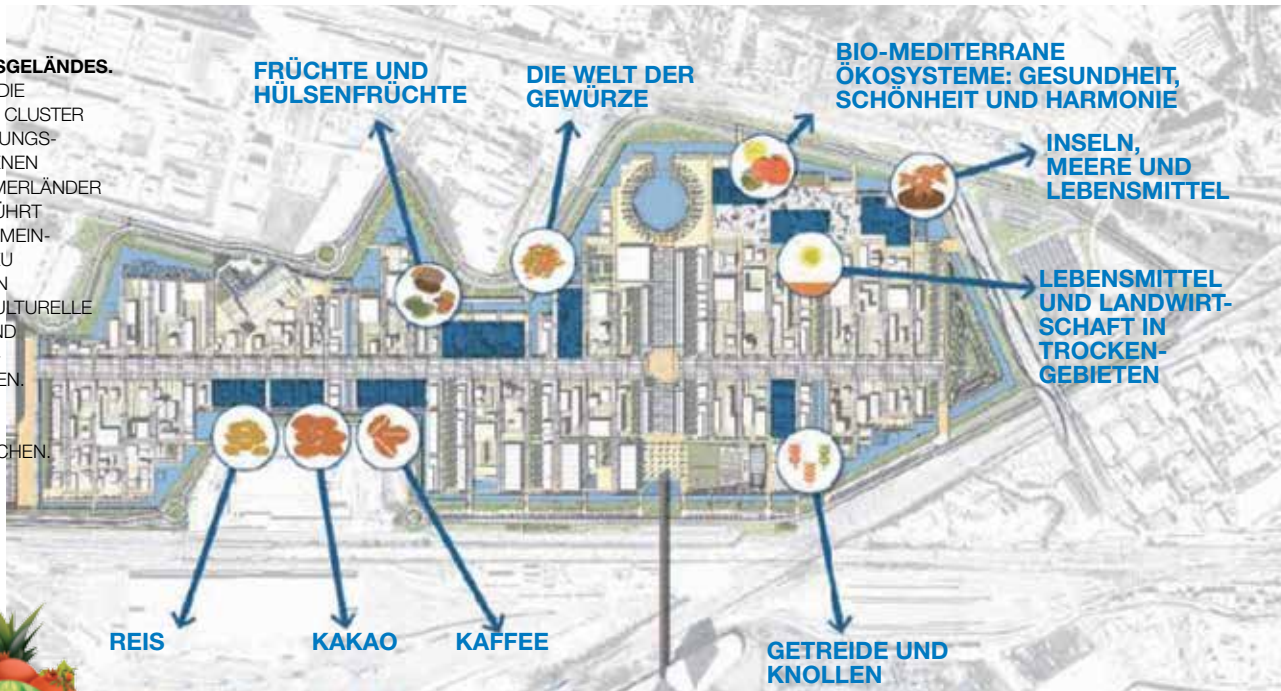 SGELÄNDES.
DIE
CLUSTER
UNGS-
ENEN
MERLÄNDER
ÜHRT
MEIN-
U
N
ULTURELLE
ND
EN.
CHEN.
FRÜCHTE UND
HÜLSENFRÜCHTE
DIE WELT DER
GEWÜRZE
BIO-MEDITERRANE
ÖKOSYSTEME: GESUNDHEIT,
SCHÖNHEIT UND HARMONIE
INSELN,
MEERE UND
LEBENSMITTEL
LEBENSMITTEL
UND LANDWIRT-
SCHAFT IN
TROCKEN-
GEBIETEN
REIS
KAKAO
KAFFEE
GETREIDE UND
KNOLLEN